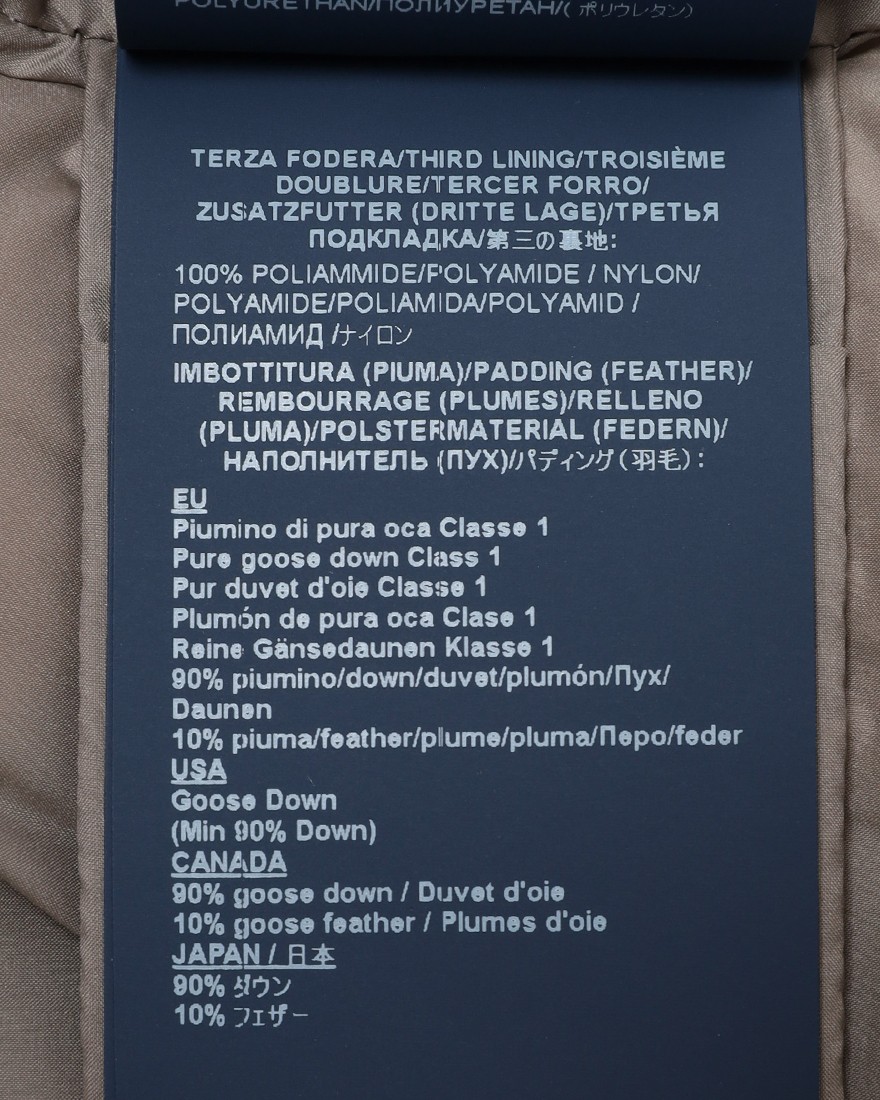 POLYURETHAN/ПОЛИУРЕТАН/( ポリウレタン)
TERZA FODERA/THIRD LINING/TROISIÈME
DOUBLURE/TERCER FORRO/
ZUSATZFUTTER (DRITTE LAGE)/ТРЕТЬЯ
ПОДКЛАДКА/第三の裏地:
100% POLIAMMIDE/POLYAMIDE / NYLON/
POLYAMIDE/POLIAMIDA/POLYAMID /
ПОЛИАМИД /ナイロン
IMBOTTITURA (PIUMA)/PADDING (FEATHER)/
REMBOURRAGE (PLUMES)/RELLENO
(PLUMA)/POLSTERMATERIAL (FEDERN)/
НАПОЛНИТЕЛЬ (ПУХ)/パディング(羽毛):
EU
Piumino di pura oca Classe 1
Pure goose down Class 1
Pur duvet d'oie Classe 1
Plumón de pura oca Clase 1
Reine Gänsedaunen Klasse 1
90% piumino/down/duvet/plumón/Пух/
Daunen
10% piuma/feather/plume/pluma/Перо/feder
USA
Goose Down
(Min 90% Down)
CANADA
90% goose down / Duvet d'oie
10% goose feather / Plumes d'oie
JAPAN / 日本
90% ダウン
10% フェザー